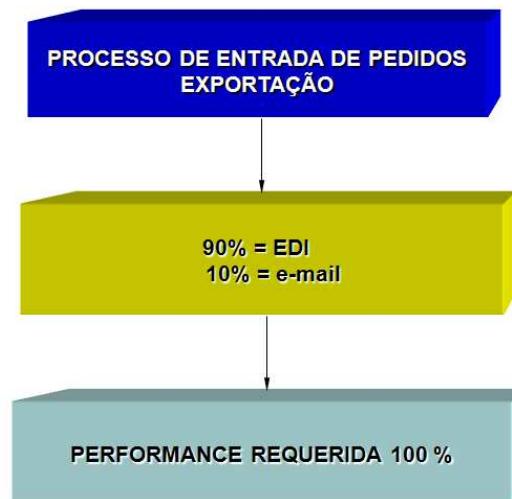 PROCESSO DE ENTRADA DE PEDIDOS
EXPORTAÇÃO
90% = EDI
10% = e-mail
PERFORMANCE REQUERIDA 100 %